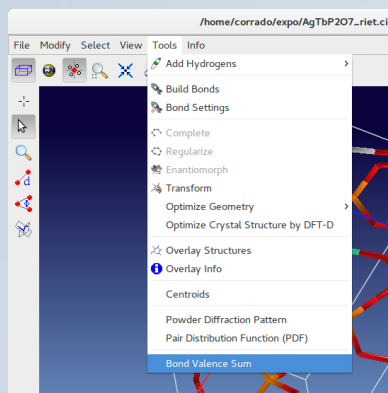 /home/corrado/expo/AgTbP2O7_riet.ci
File Modify Select View Tools Info
Add Hydrogens
Build Bonds
Bond Settings
Complete
Regularize
Enantiomorph
Transform
Optimize Geometry
Optimize Crystal Structure by DFT-D
Overlay Structures
Overlay Info
Centroids
Powder Diffraction Pattern
Pair Distribution Function (PDF)
Bond Valence Sum
d